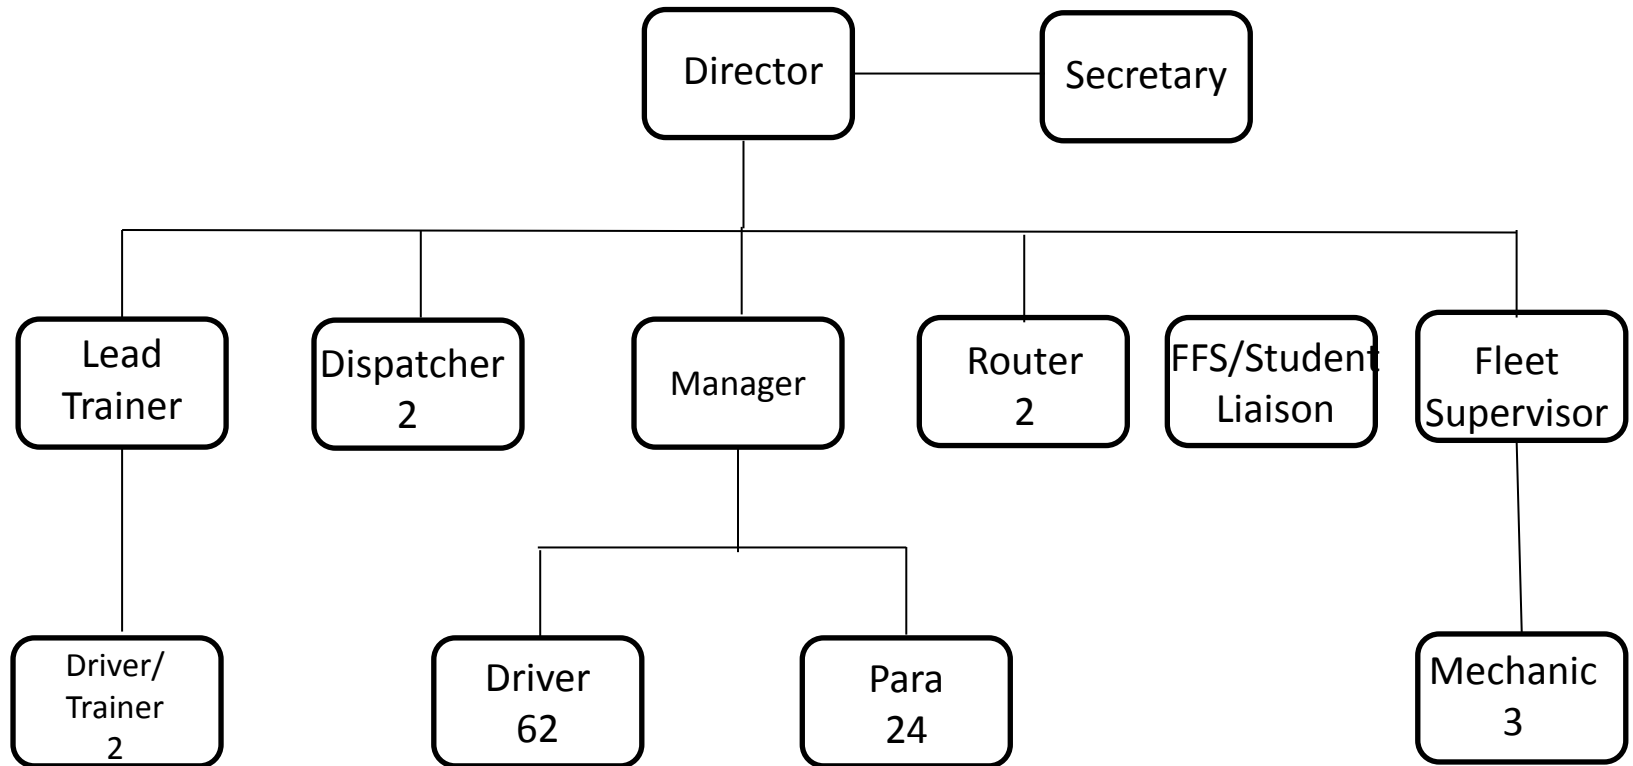 Director
Secretary
Lead
Trainer
Dispatcher
2
Manager
Router
2
FFS/Student
Liaison
Fleet
Supervisor
Driver/
Trainer
2
Driver
62
Para
24
Mechanic
3